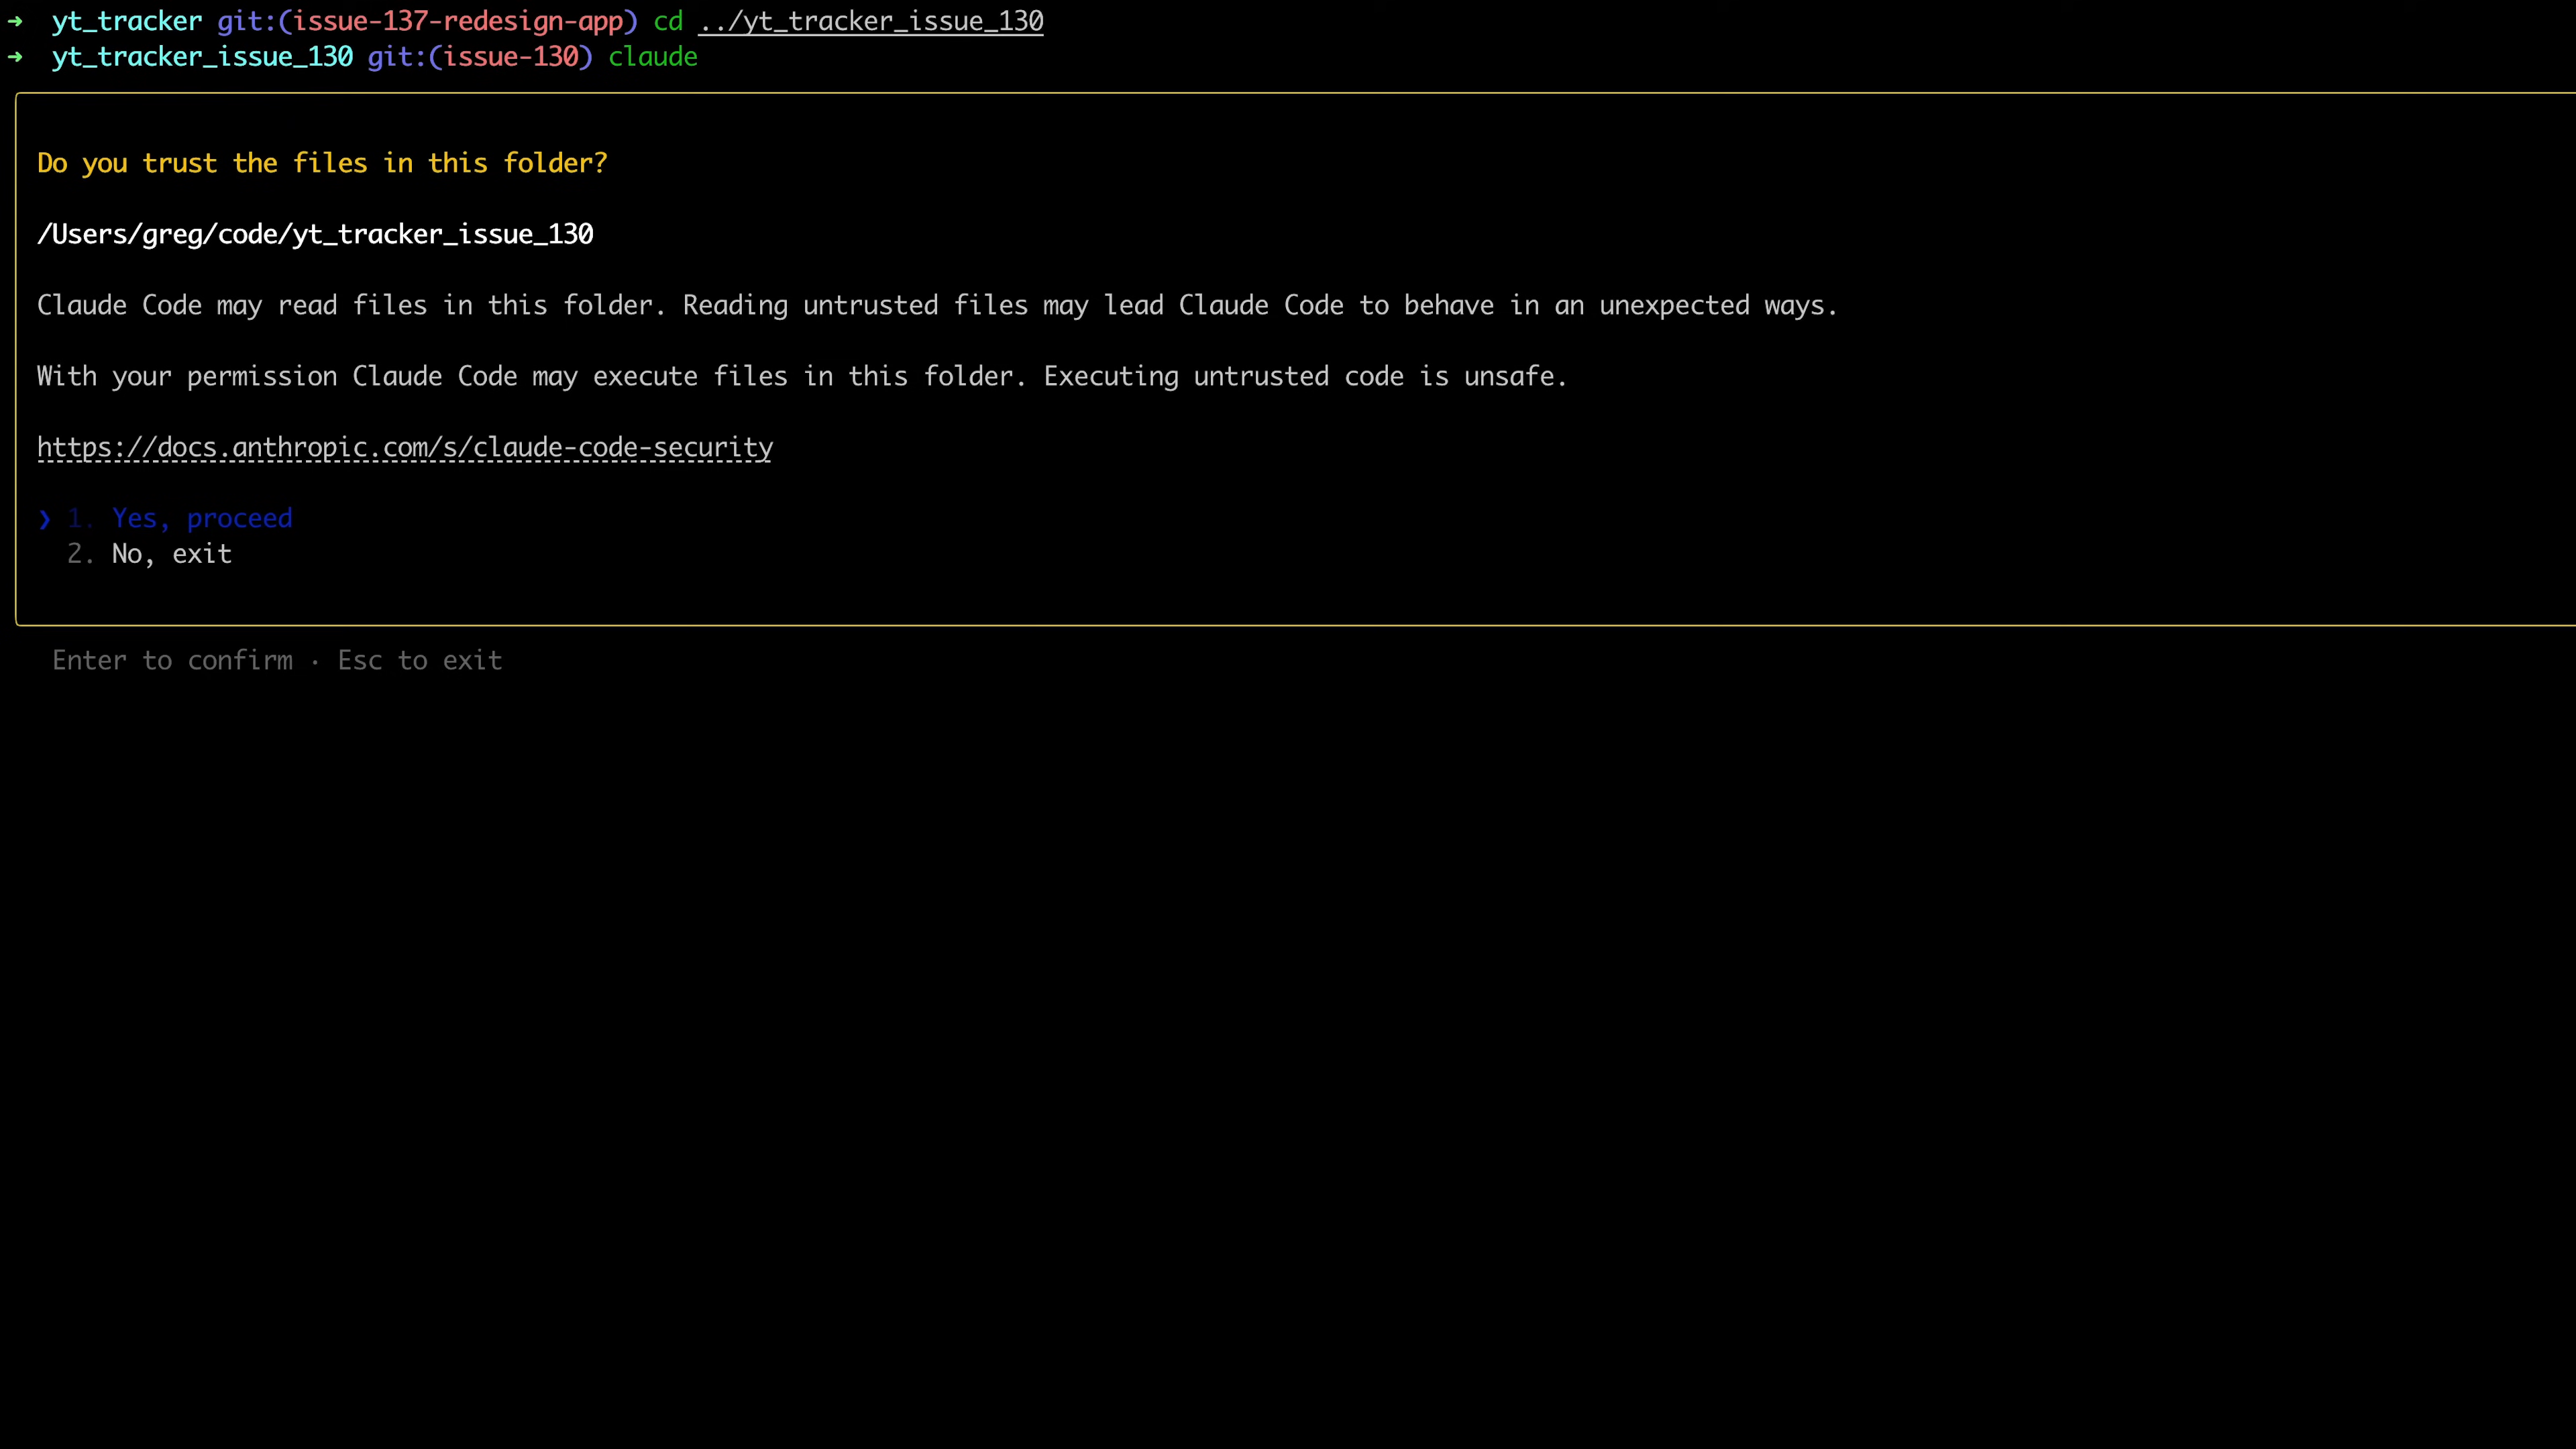 ➜  yt_tracker git:(issue-137-redesign-app) cd ../yt_tracker_issue_130
➜  yt_tracker_issue_130 git:(issue-130) claude
Do you trust the files in this folder?
/Users/greg/code/yt_tracker_issue_130
Claude Code may read files in this folder. Reading untrusted files may lead Claude Code to behave in an unexpected ways.
With your permission Claude Code may execute files in this folder. Executing untrusted code is unsafe.
https://docs.anthropic.com/s/claude-code-security
❯ 1. Yes, proceed
2. No, exit
Enter to confirm · Esc to exit